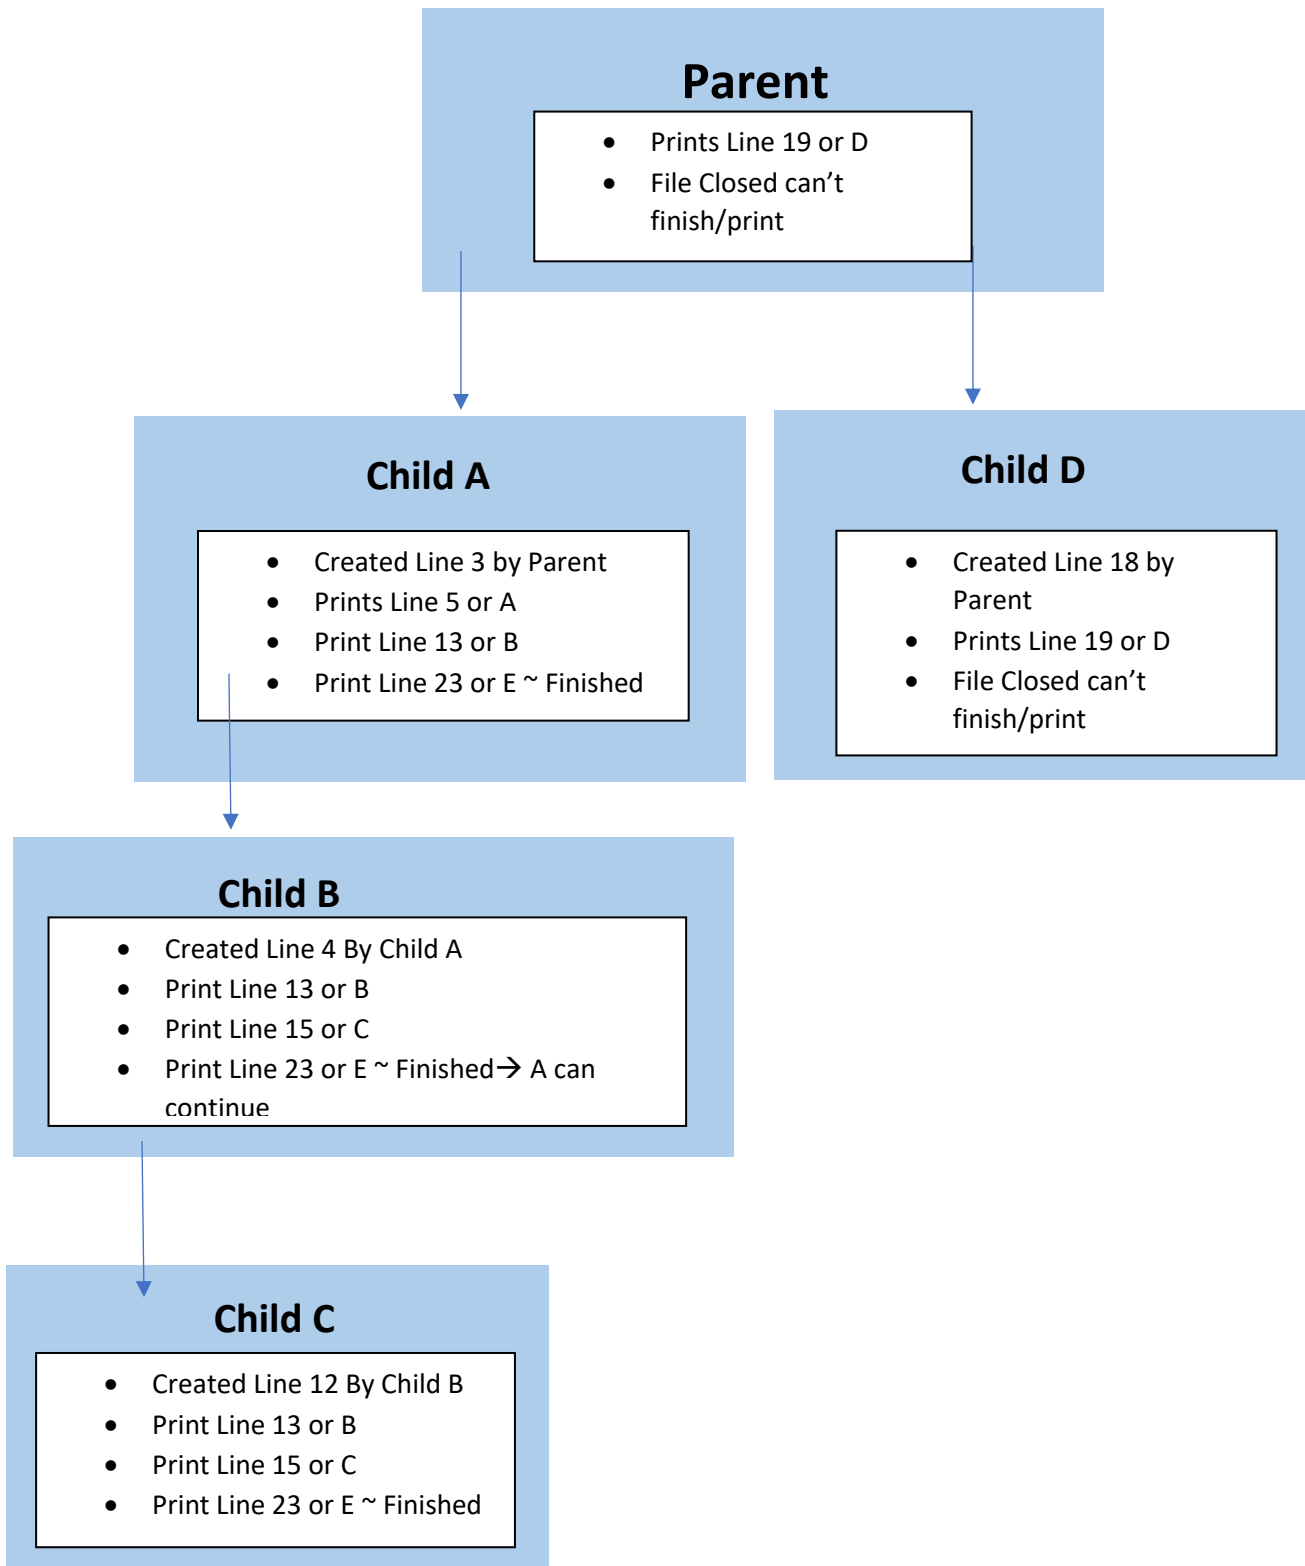 Parent
• Prints Line 19 or D
• File Closed can’t
finish/print
Child A
• Created Line 3 by Parent
• Prints Line 5 or A
• Print Line 13 or B
• Print Line 23 or E ~ Finished
Child D
• Created Line 18 by
Parent
• Prints Line 19 or D
• File Closed can’t
finish/print
Child B
• Created Line 4 By Child A
• Print Line 13 or B
• Print Line 15 or C
• Print Line 23 or E ~ Finished→ A can
continue
Child C
• Created Line 12 By Child B
• Print Line 13 or B
• Print Line 15 or C
• Print Line 23 or E ~ Finished